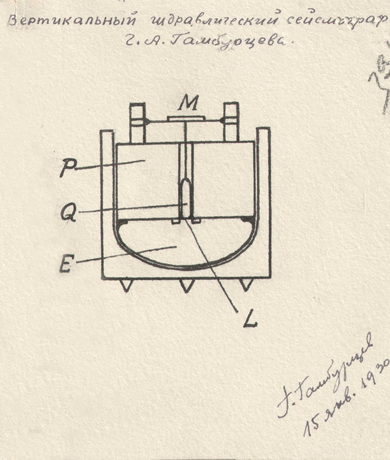 Вертикальный гидравлический сейсмограф
Г. А. Гамбурцева.
M
P
Q
E
L
Г. Гамбурцев
15 янв. 1930